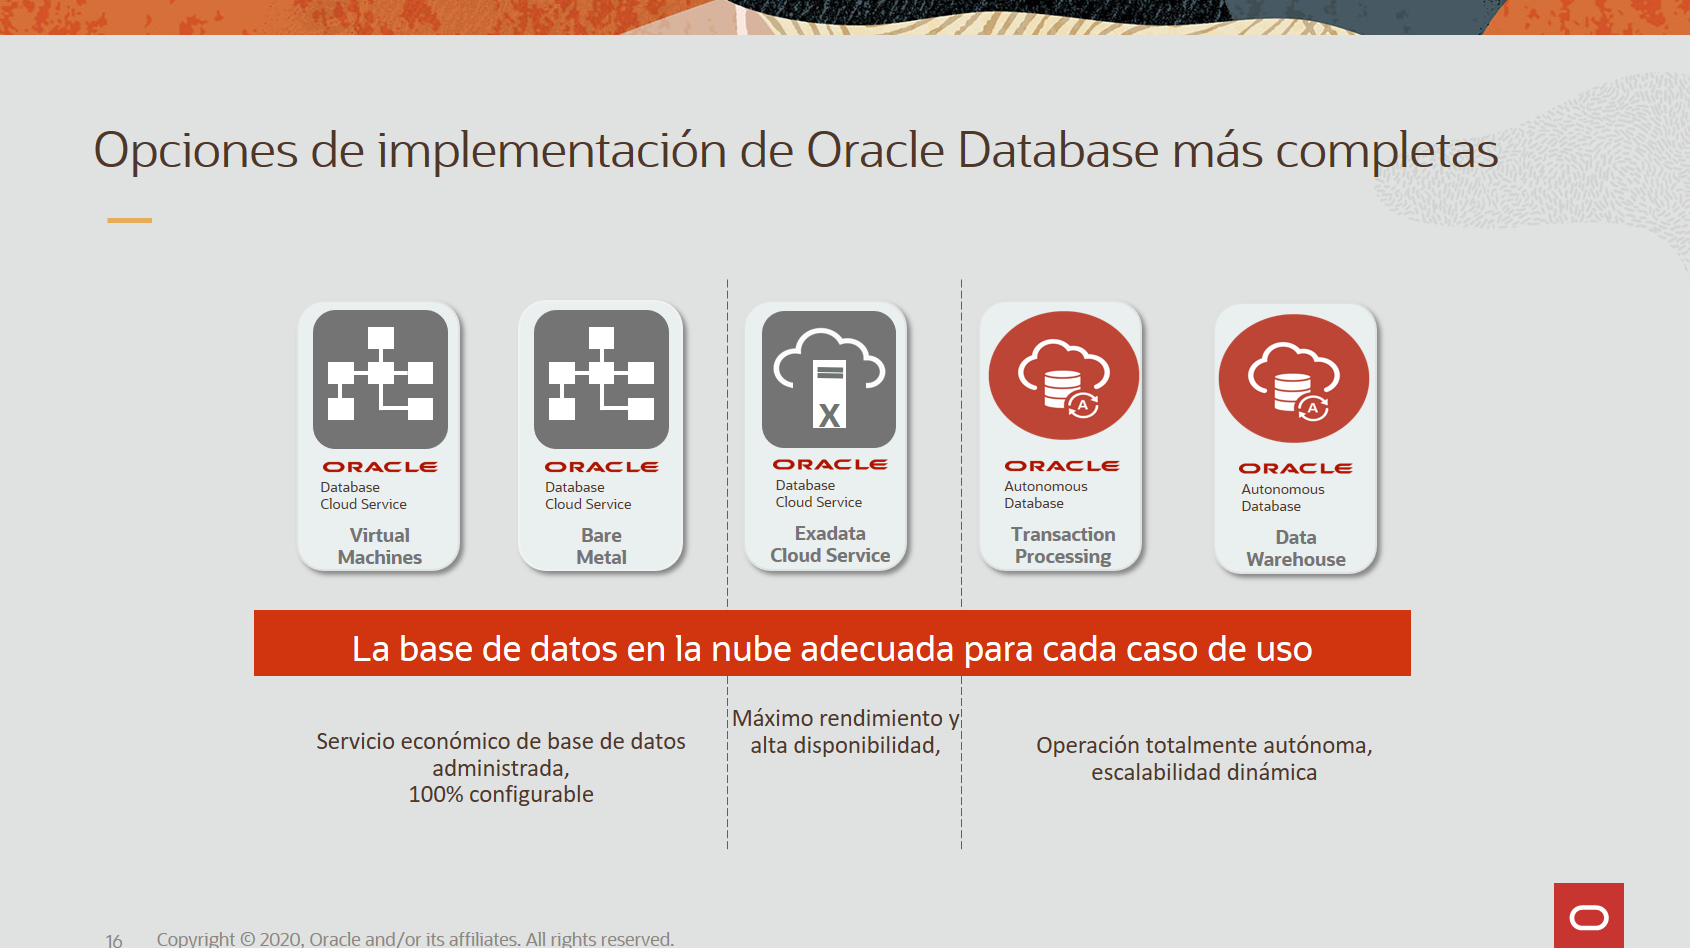 Opciones de implementación de Oracle Database más completas
X
ORACLE
Database
Cloud Service
Virtual
Machines
ORACLE
Database
Cloud Service
Bare
Metal
ORACLE
Database
Cloud Service
Exadata
Cloud Service
A
ORACLE
Autonomous
Database
Transaction
Processing
A
ORACLE
Autonomous
Database
Data
Warehouse
La base de datos en la nube adecuada para cada caso de uso
Servicio económico de base de datos
administrada,
100% configurable
Máximo rendimiento y
alta disponibilidad,
Operación totalmente autónoma,
escalabilidad dinámica
16 Copyright © 2020, Oracle and/or its affiliates. All rights reserved.